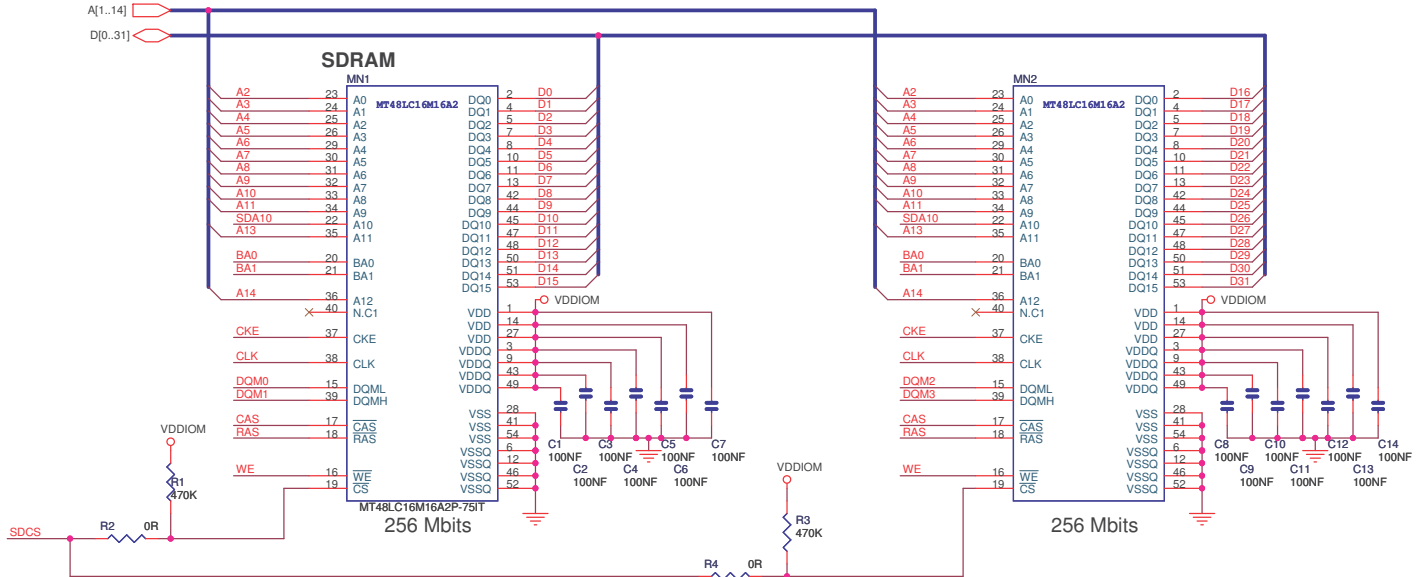 A[1..14]
D[0..31]
SDRAM
MN1
MT48LC16M16A2
A2 23 A0 DQ0 2 D0
A3 24 A1 DQ1 4 D1
A4 25 A2 DQ2 5 D2
A5 26 A3 DQ3 7 D3
A6 29 A4 DQ4 8 D4
A7 30 A5 DQ5 10 D5
A8 31 A6 DQ6 11 D6
A9 32 A7 DQ7 13 D7
A10 33 A8 DQ8 42 D8
A11 34 A9 DQ9 44 D9
SDA10 22 A10 DQ10 45 D10
A13 35 A11 DQ11 47 D11
DQ12 48 D12
BA0 20 BA0 DQ13 50 D13
BA1 21 BA1 DQ14 51 D14
DQ15 53 D15
A14 36 A12 VDDIOM
40 N.C1 VDD 1
VDD 14
CKE 37 CKE VDD 27
VDDQ 3
CLK 38 CLK VDDQ 9
VDDQ 43
DQM0 15 DQML VDDQ 49
DQM1 39 DQMH
VSS 28
CAS 17 CAS VSS 41
RAS 18 RAS VSS 54
VSSQ 6
VSSQ 12
WE 16 WE VSSQ 46
19 CS VSSQ 52
C1 C3 C5 C7
100NF 100NF 100NF 100NF
C2 C4 C6
100NF 100NF 100NF
MT48LC16M16A2P-75IT
256 Mbits
VDDIOM
R1
470K
SDCS
R2 0R
MN2
MT48LC16M16A2
A2 23 A0 DQ0 2 D16
A3 24 A1 DQ1 4 D17
A4 25 A2 DQ2 5 D18
A5 26 A3 DQ3 7 D19
A6 29 A4 DQ4 8 D20
A7 30 A5 DQ5 10 D21
A8 31 A6 DQ6 11 D22
A9 32 A7 DQ7 13 D23
A10 33 A8 DQ8 42 D24
A11 34 A9 DQ9 44 D25
SDA10 22 A10 DQ10 45 D26
A13 35 A11 DQ11 47 D27
DQ12 48 D28
BA0 20 BA0 DQ13 50 D29
BA1 21 BA1 DQ14 51 D30
DQ15 53 D31
A14 36 A12 VDDIOM
40 N.C1 VDD 1
VDD 14
CKE 37 CKE VDD 27
VDDQ 3
CLK 38 CLK VDDQ 9
VDDQ 43
DQM2 15 DQML VDDQ 49
DQM3 39 DQMH
VSS 28
CAS 17 CAS VSS 41
RAS 18 RAS VSS 54
VSSQ 6
VSSQ 12
WE 16 WE VSSQ 46
19 CS VSSQ 52
C8 C10 C12 C14
100NF 100NF 100NF 100NF
C9 C11 C13
100NF 100NF 100NF
256 Mbits
VDDIOM
R3
470K
R4 0R